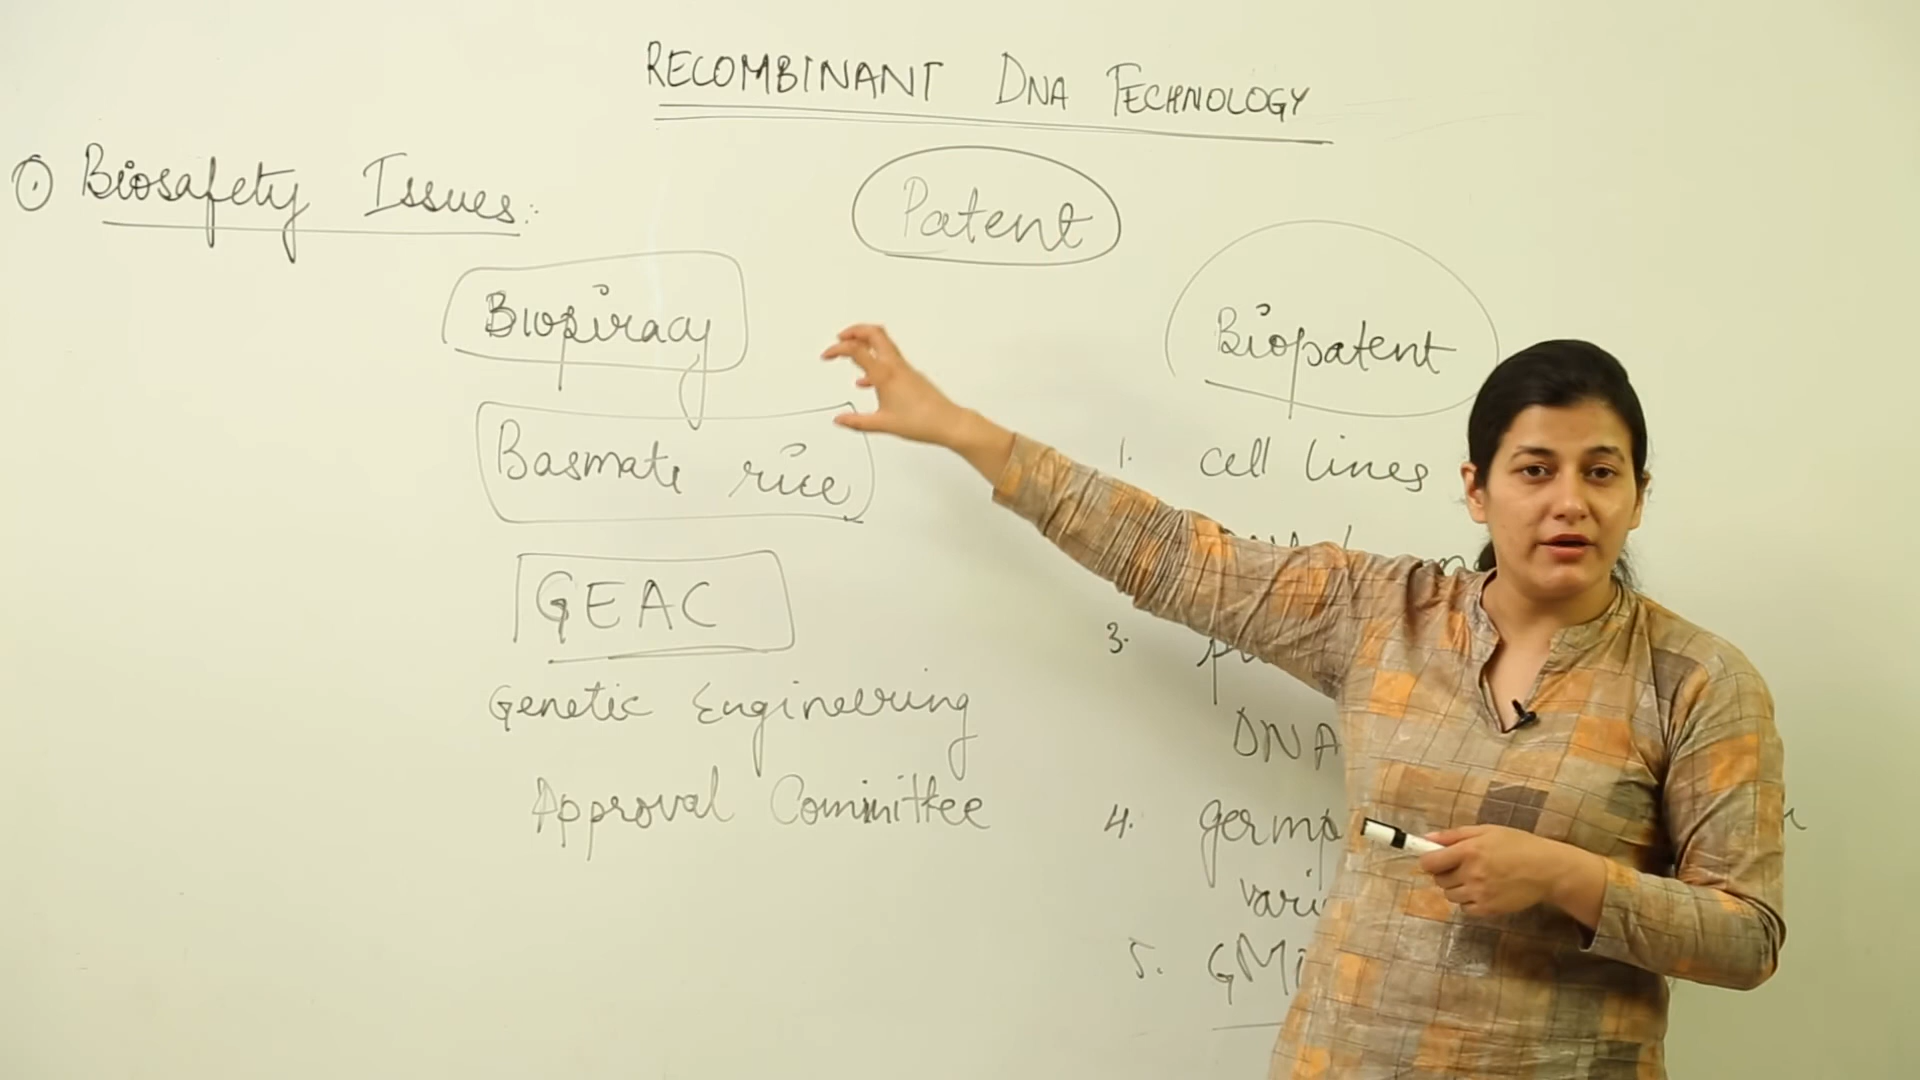 RECOMBINANT DNA TECHNOLOGY
① Biosafety Issues:
Patent
Biopiracy
Biopatent
Basmati rice
1. cell lines
GEAC
3.
Genetic Engineering
DNA
Approval Committee
4.
5.